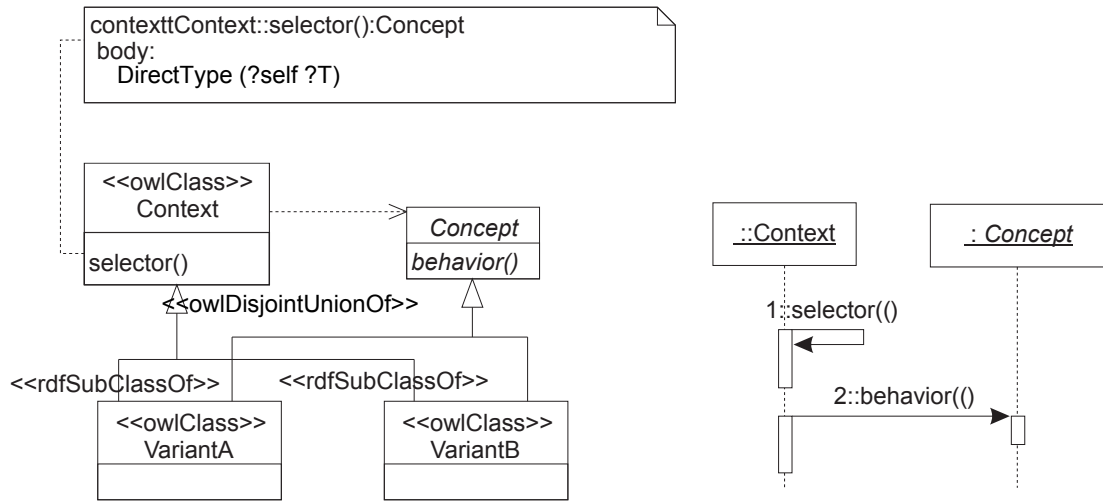 contexttContext::selector():Concept
body:
DirectType (?self ?T)
<<owlClass>>
Context
selector()
Concept
behavior()
<<owlDisjointUnionOf>>
<<rdfSubClassOf>>
<<rdfSubClassOf>>
<<owlClass>>
VariantA
<<owlClass>>
VariantB
::Context
: Concept
1::selector(()
2::behavior(()